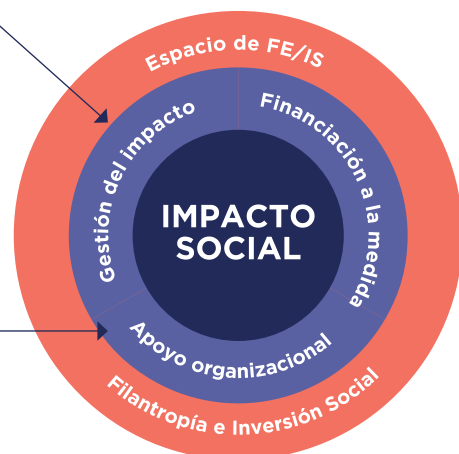 Espacio de FE/IS
Gestión del impacto
Financiación a la medida
IMPACTO
SOCIAL
Apoyo organizacional
Filantropía e Inversión Social